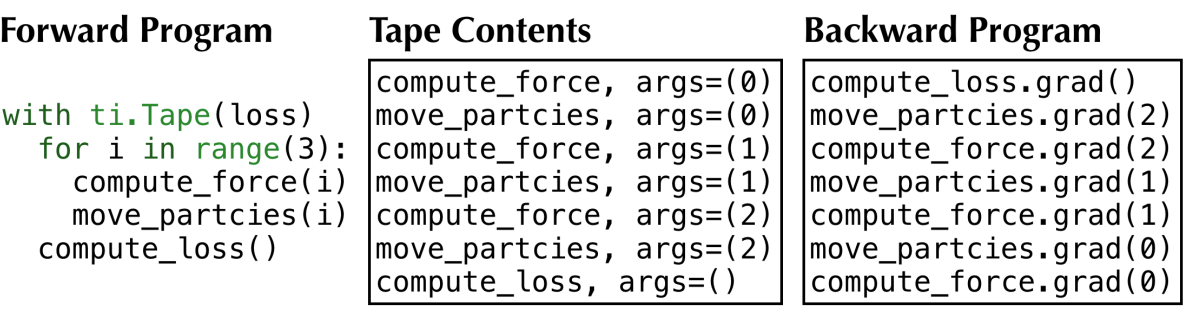 Forward Program
with ti.Tape(loss)
for i in range(3):
compute_force(i)
move_partcies(i)
compute_loss()
Tape Contents
compute_force, args=(0)
move_partcies, args=(0)
compute_force, args=(1)
move_partcies, args=(1)
compute_force, args=(2)
move_partcies, args=(2)
compute_loss, args=()
Backward Program
compute_loss.grad()
move_partcies.grad(2)
compute_force.grad(2)
move_partcies.grad(1)
compute_force.grad(1)
move_partcies.grad(0)
compute_force.grad(0)